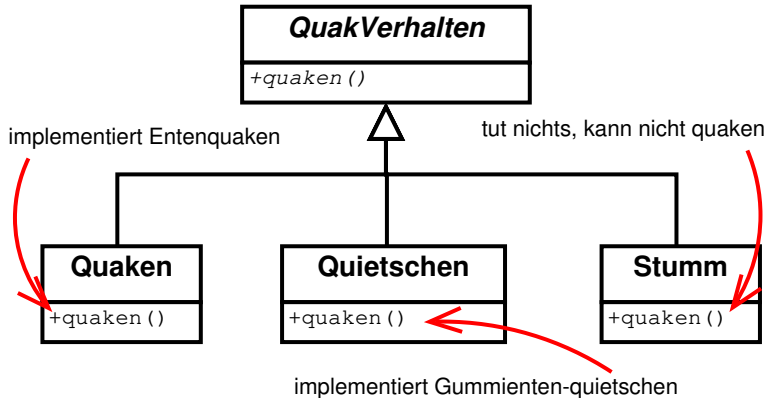 QuakVerhalten
+quaken()
implementiert Entenquaken
tut nichts, kann nicht quaken
Quaken
+quaken()
Quietschen
+quaken()
Stumm
+quaken()
implementiert Gummienten-quietschen